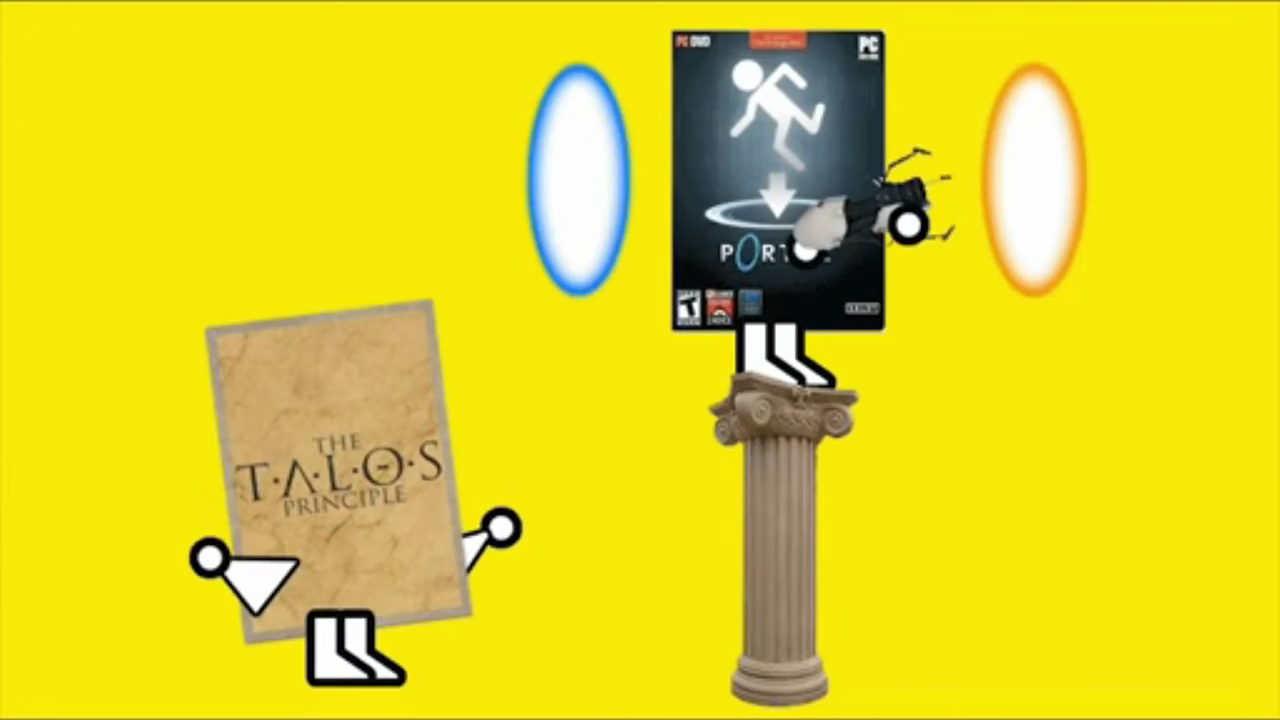 PC DVD
PC
PORT
T
THE
T·Λ·L·O·S
PRINCIPLE